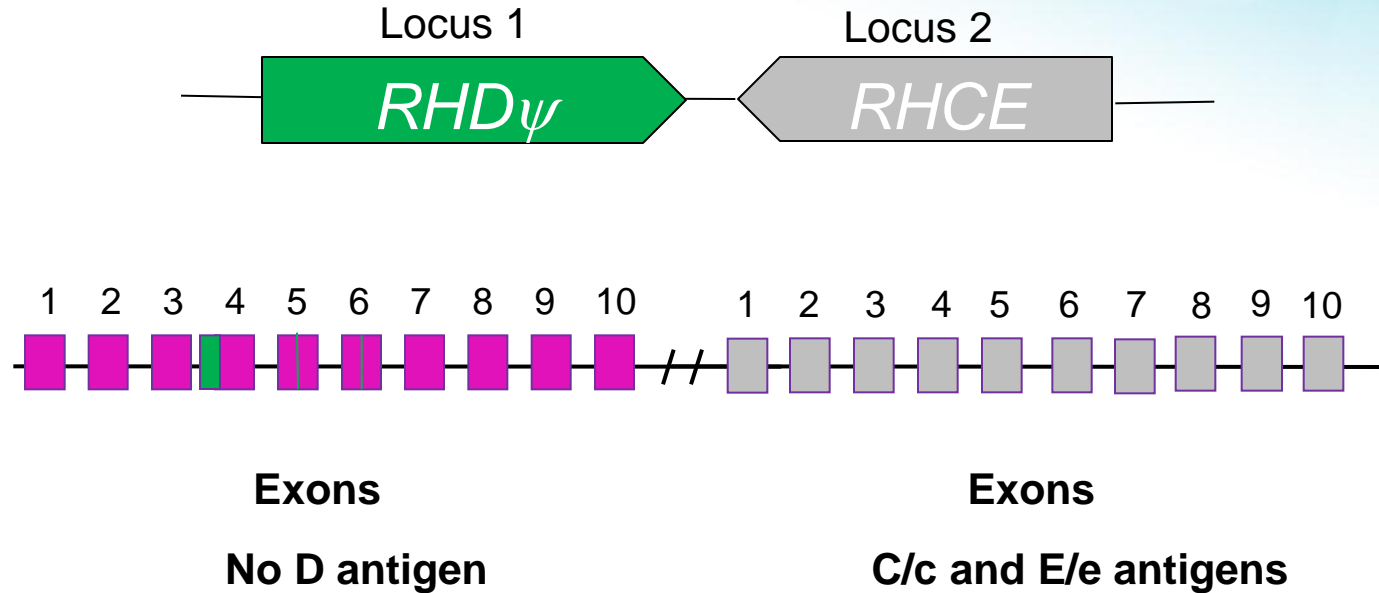 Locus 1 Locus 2
RHDψ RHCE
1 2 3 4 5 6 7 8 9 10 1 2 3 4 5 6 7 8 9 10
Exons Exons
No D antigen C/c and E/e antigens